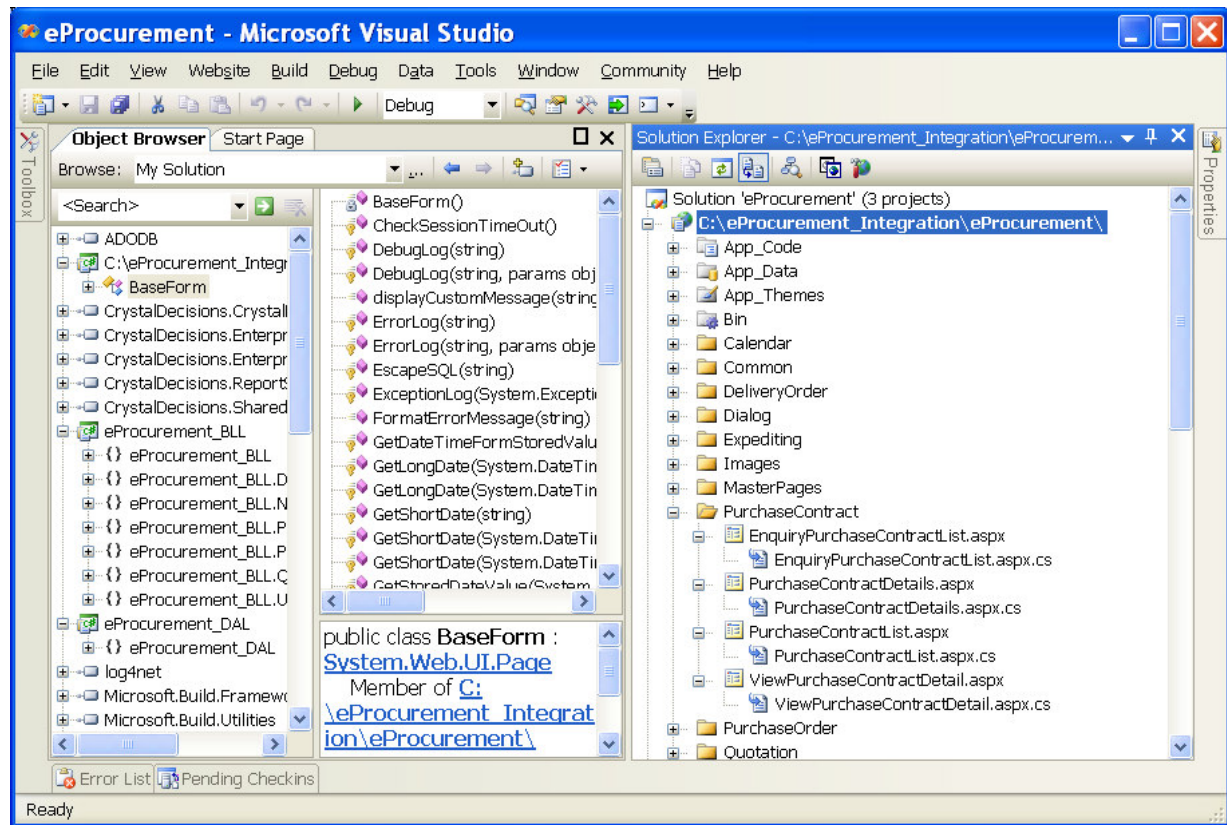 eProcurement - Microsoft Visual Studio
File Edit View Website Build Debug Data Tools Window Community Help
Debug
Toolbox
Object Browser Start Page
Browse: My Solution ...
<Search>
ADODB
C:\eProcurement_Integr
BaseForm
CrystalDecisions.Crystall
CrystalDecisions.Enterpr
CrystalDecisions.Enterpr
CrystalDecisions.Report
CrystalDecisions.Shared
eProcurement_BLL
{} eProcurement_BLL
{} eProcurement_BLL.D
{} eProcurement_BLL.N
{} eProcurement_BLL.P
{} eProcurement_BLL.P
{} eProcurement_BLL.Q
{} eProcurement_BLL.U
eProcurement_DAL
{} eProcurement_DAL
log4net
Microsoft.Build.Framew
Microsoft.Build.Utilities
BaseForm()
CheckSessionTimeOut()
DebugLog(string)
DebugLog(string, params obj
displayCustomMessage(string
ErrorLog(string)
ErrorLog(string, params obje
EscapeSQL(string)
ExceptionLog(System.Excepti
FormatErrorMessage(string)
GetDateTimeFormStoredValu
GetLongDate(System.DateTim
GetLongDate(System.DateTim
GetShortDate(string)
GetShortDate(System.DateTi
GetShortDate(System.DateTi
GetStoredDateValue(System
public class BaseForm :
System.Web.UI.Page
Member of C:
\eProcurement_Integrat
ion\eProcurement\
Solution Explorer - C:\eProcurement_Integration\eProcurem...
Solution 'eProcurement' (3 projects)
C:\eProcurement_Integration\eProcurement\
App_Code
App_Data
App_Themes
Bin
Calendar
Common
DeliveryOrder
Dialog
Expediting
Images
MasterPages
PurchaseContract
EnquiryPurchaseContractList.aspx
EnquiryPurchaseContractList.aspx.cs
PurchaseContractDetails.aspx
PurchaseContractDetails.aspx.cs
PurchaseContractList.aspx
PurchaseContractList.aspx.cs
ViewPurchaseContractDetail.aspx
ViewPurchaseContractDetail.aspx.cs
PurchaseOrder
Quotation
Properties
Error List Pending Checkins
Ready